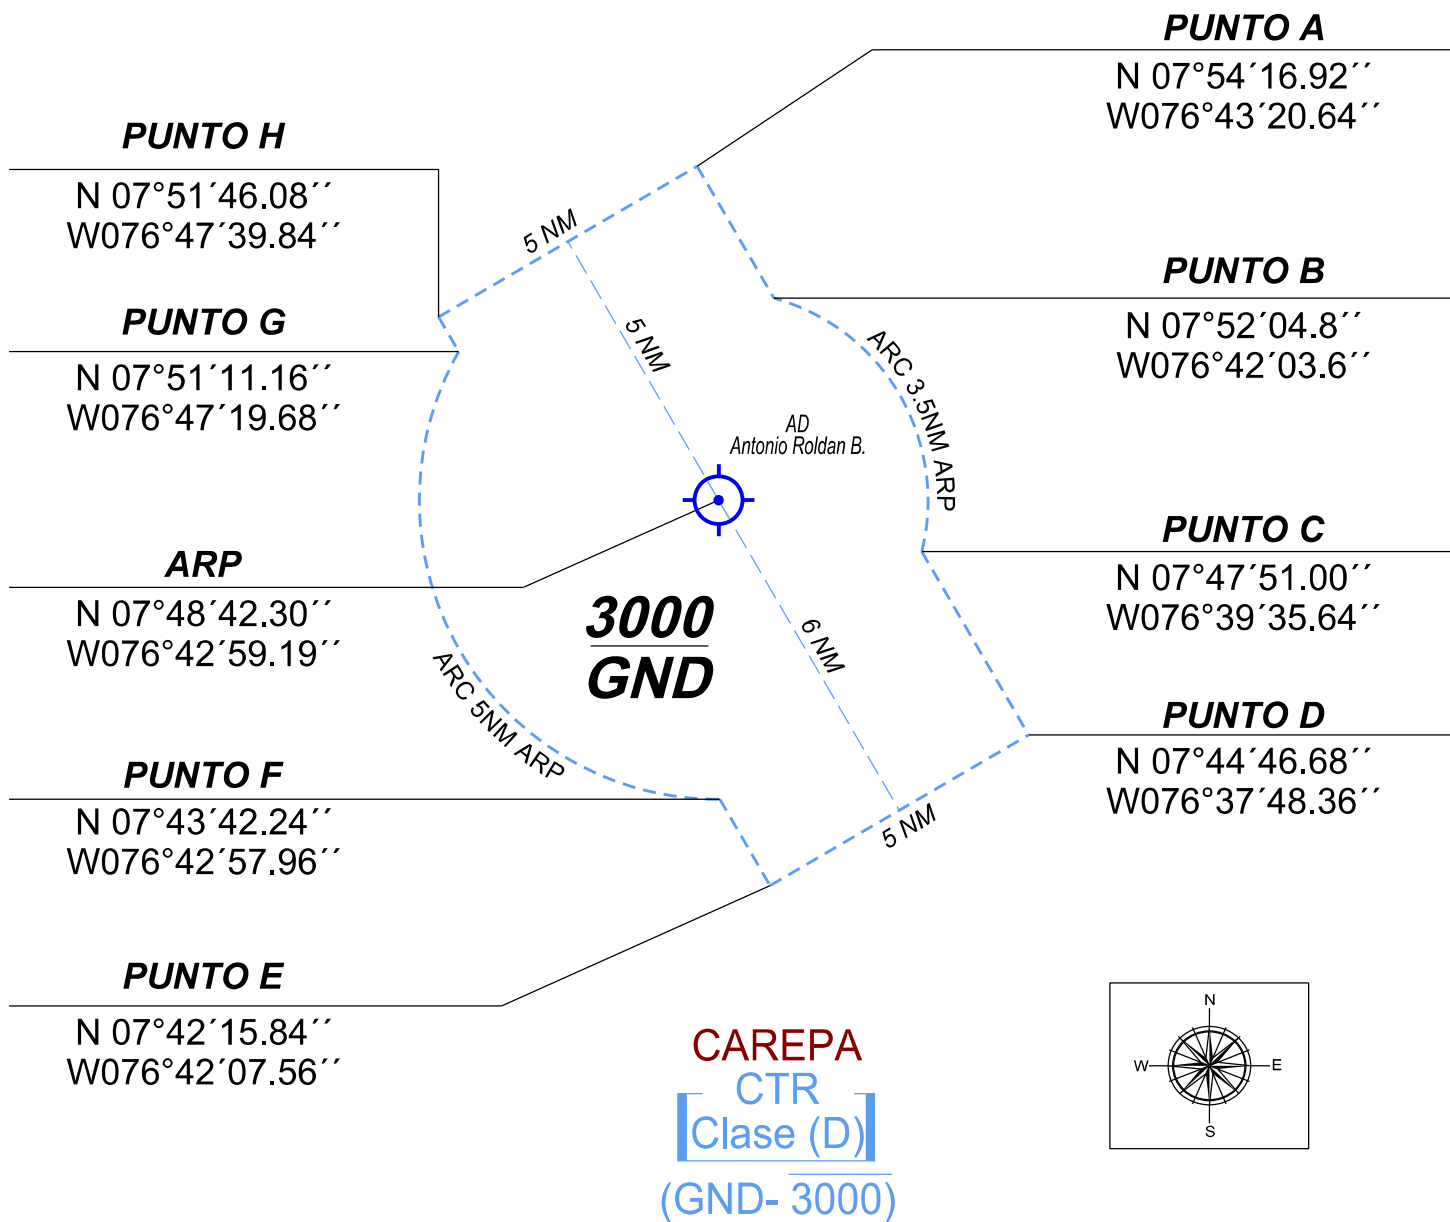 PUNTO A
N 07°54´16.92´´
W076°43´20.64´´
PUNTO H
N 07°51´46.08´´
W076°47´39.84´´
5 NM
PUNTO B
N 07°52´04.8´´
W076°42´03.6´´
PUNTO G
N 07°51´11.16´´
W076°47´19.68´´
5 NM
ARC 3.5NM ARP
AD
Antonio Roldan B.
PUNTO C
N 07°47´51.00´´
W076°39´35.64´´
ARP
N 07°48´42.30´´
W076°42´59.19´´
3000
GND
6 NM
ARC 5NM ARP
PUNTO D
N 07°44´46.68´´
W076°37´48.36´´
PUNTO F
N 07°43´42.24´´
W076°42´57.96´´
5 NM
PUNTO E
N 07°42´15.84´´
W076°42´07.56´´
CAREPA
CTR
Clase (D)
(GND- 3000)
N
W
E
S